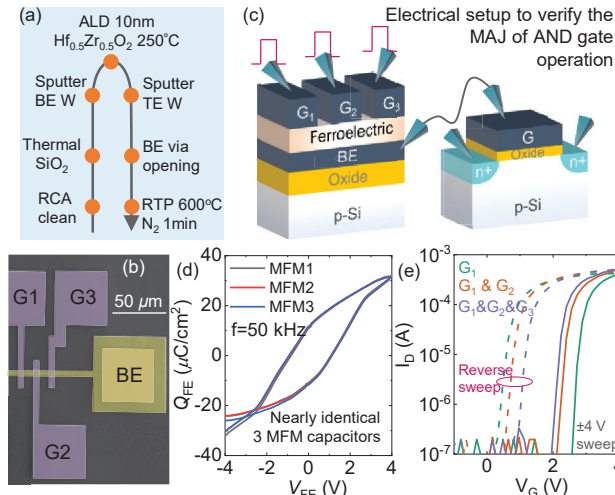 (a)
ALD 10nm
Hf0.5Zr0.5O2 250°C
Sputter
BE W
Sputter
TE W
Thermal
SiO2
BE via
opening
RCA
clean
RTP 600°C
N2 1min
(c)
Electrical setup to verify the
MAJ of AND gate
operation
G1
G2
G3
Ferroelectric
BE
Oxide
p-Si
G
Oxide
n+
n+
p-Si
(b)
G1
G3
50 µm
BE
G2
(d)
MFM1
MFM2
MFM3
f=50 kHz
Nearly identical
3 MFM capacitors
QFE (µC/cm²)
40
20
0
-20
-40
-4
-2
0
2
4
VFE (V)
(e)
G1
G1 & G2
G1&G2&G3
Reverse
sweep
±4 V
sweep
ID (A)
10⁻³
10⁻⁴
10⁻⁵
10⁻⁶
10⁻⁷
0
2
4
VG (V)